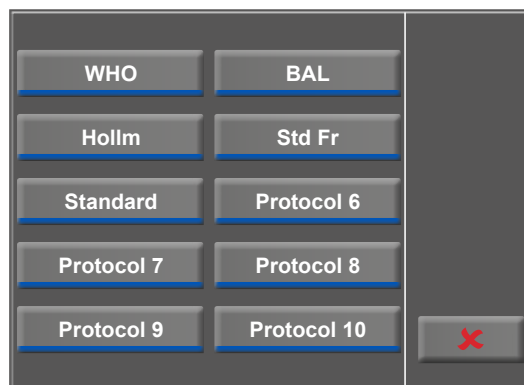 WHO BAL
Hollm Std Fr
Standard Protocol 6
Protocol 7 Protocol 8
Protocol 9 Protocol 10